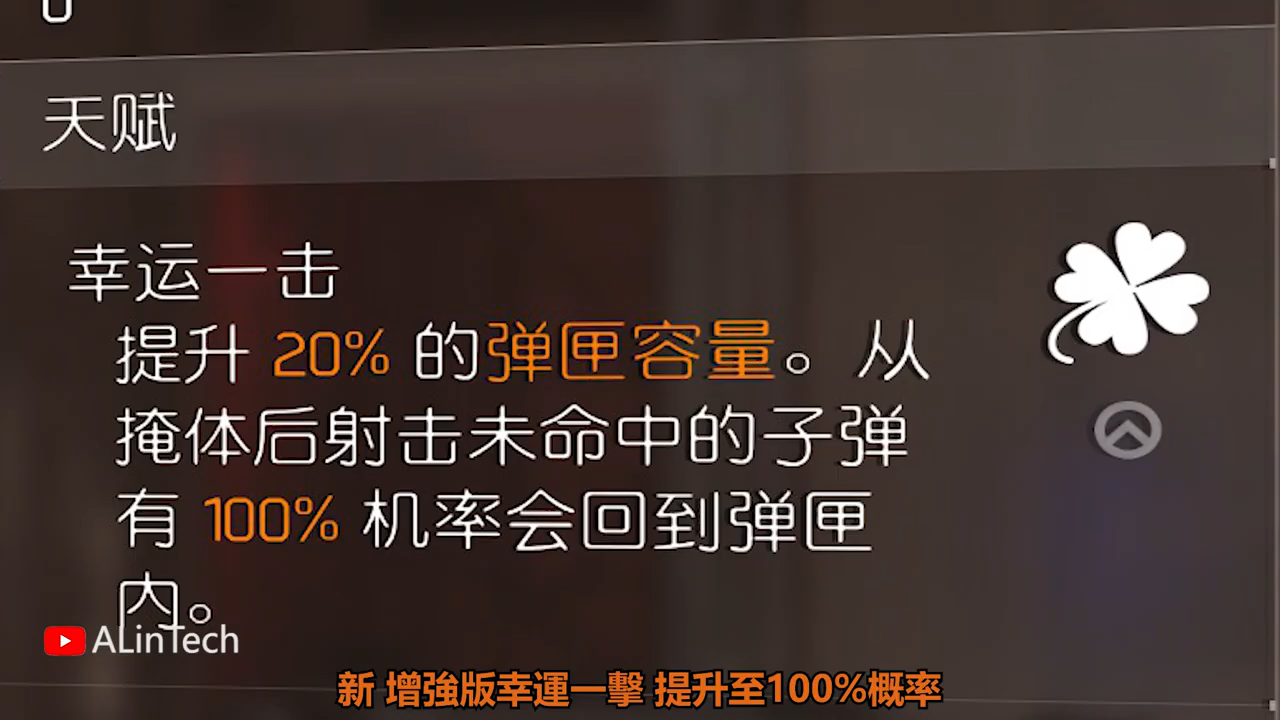 天赋
幸运一击
提升 20% 的弹匣容量。从
掩体后射击未命中的子弹
有 100% 机率会回到弹匣
内。
ALinTech
新 增強版幸運一擊 提升至100%概率